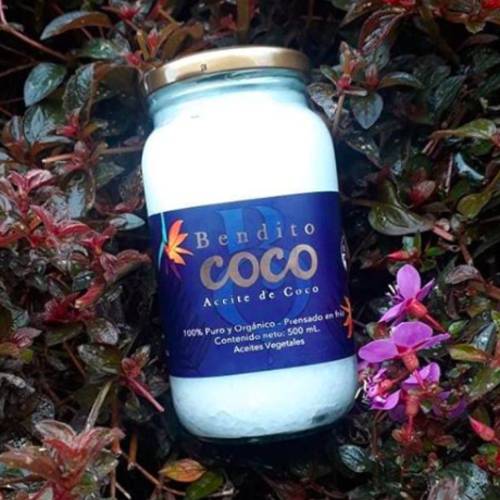 Bendito
coco
Aceite de Coco
100% Puro y Orgánico - Prensado en frío
Contenido neto: 500 mL.
Aceites Vegetales